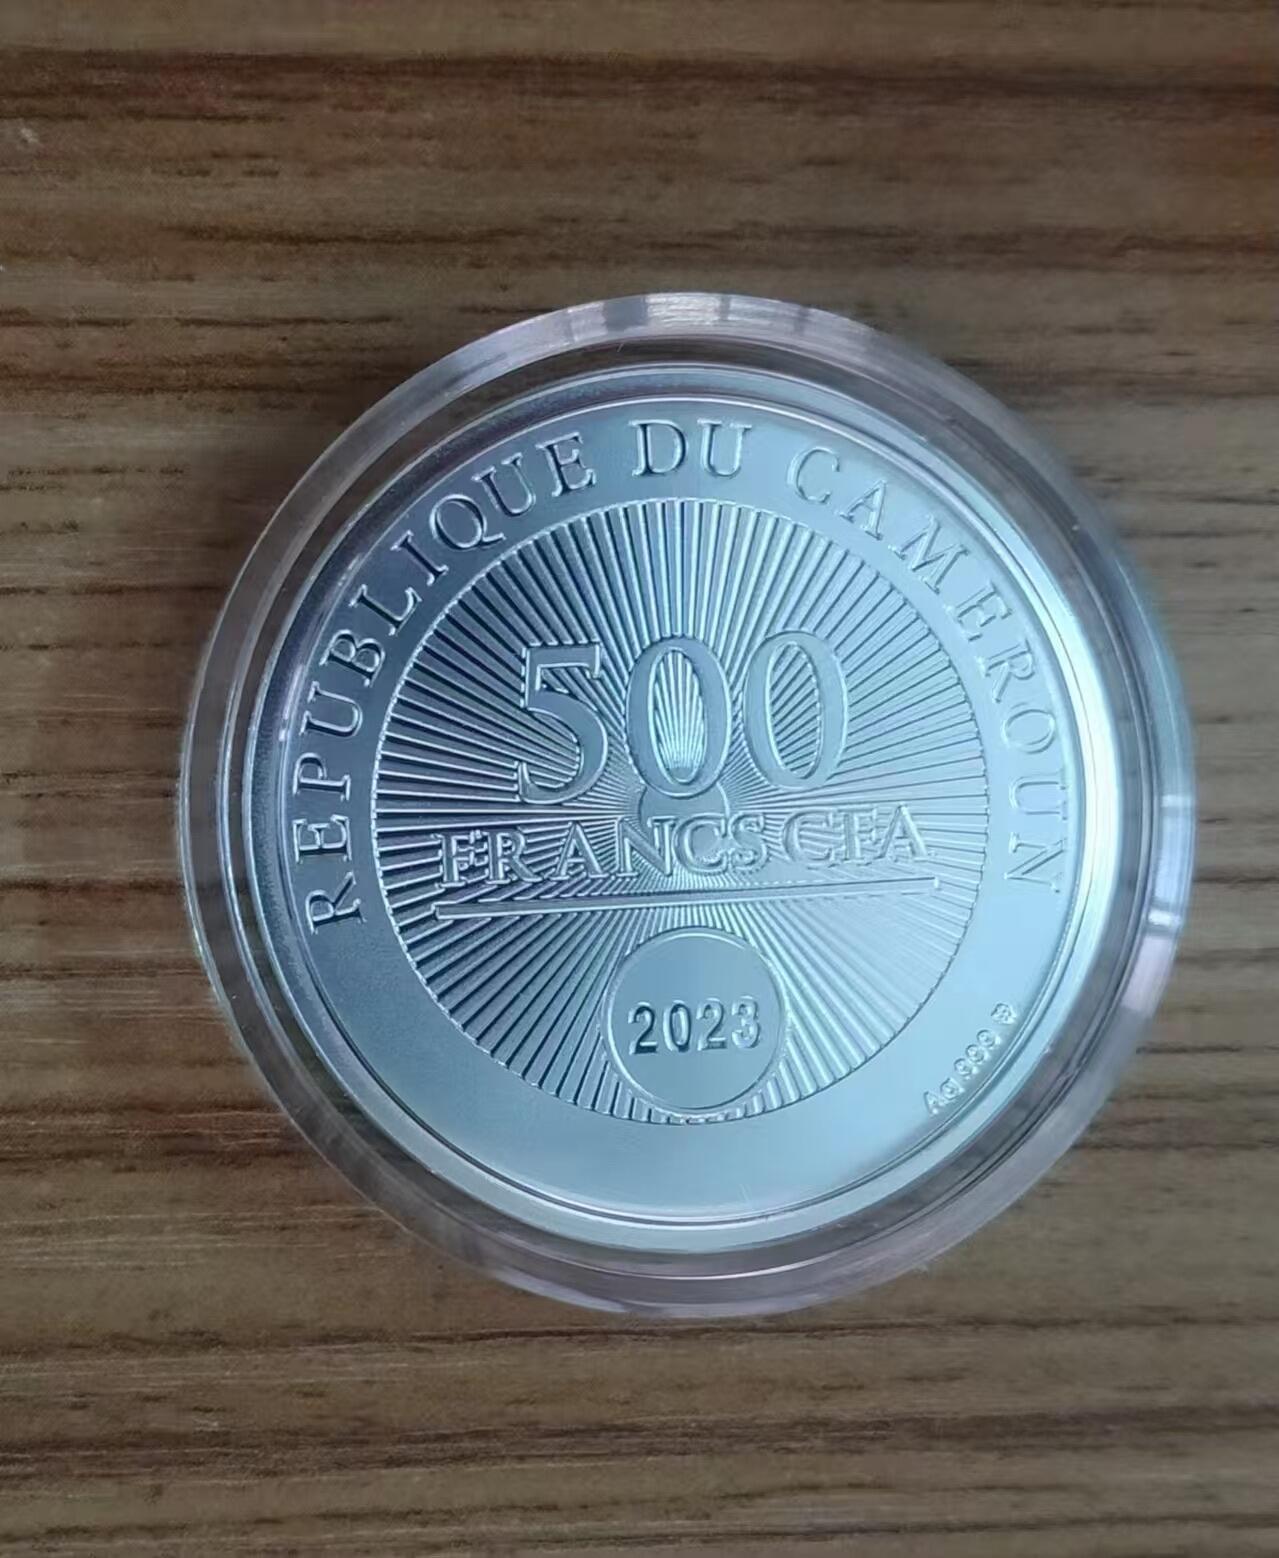 REPUBLIQUE DU CAMEROUN
500
FRANCS CFA
2023
Ag 999